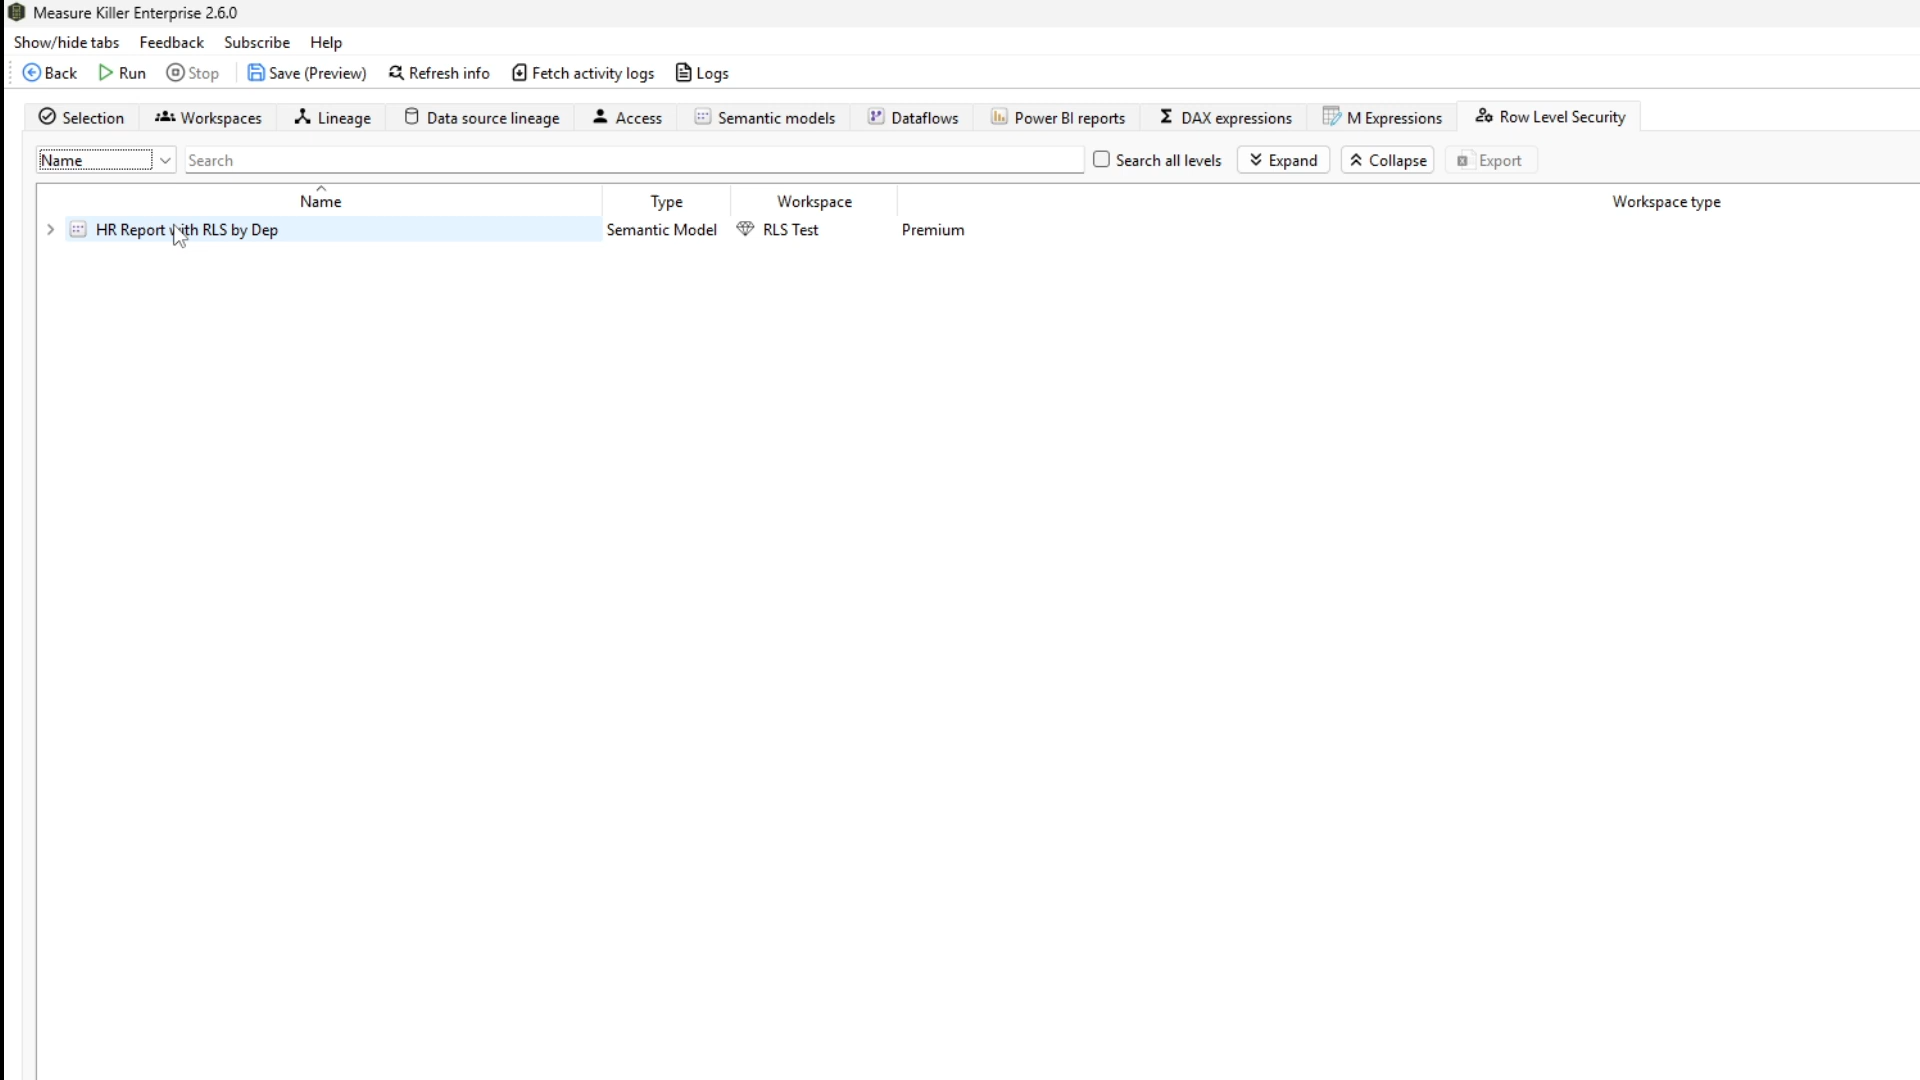 Measure Killer Enterprise 2.6.0
Show/hide tabs Feedback Subscribe Help
Back Run Stop Save (Preview) Refresh info Fetch activity logs Logs
Selection Workspaces Lineage Data source lineage Access Semantic models Dataflows Power BI reports DAX expressions M Expressions Row Level Security
Name Search Search all levels Expand Collapse Export
Name Type Workspace Workspace type
HR Report with RLS by Dep Semantic Model RLS Test Premium